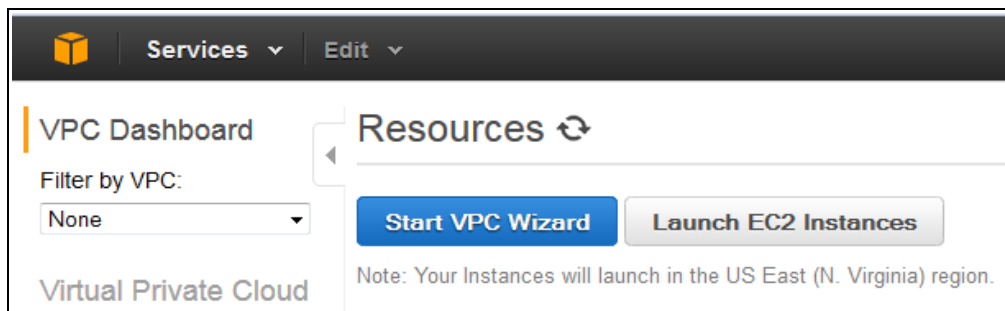 Services Edit
VPC Dashboard
Filter by VPC:
None
Virtual Private Cloud
Resources
Start VPC Wizard Launch EC2 Instances
Note: Your Instances will launch in the US East (N. Virginia) region.